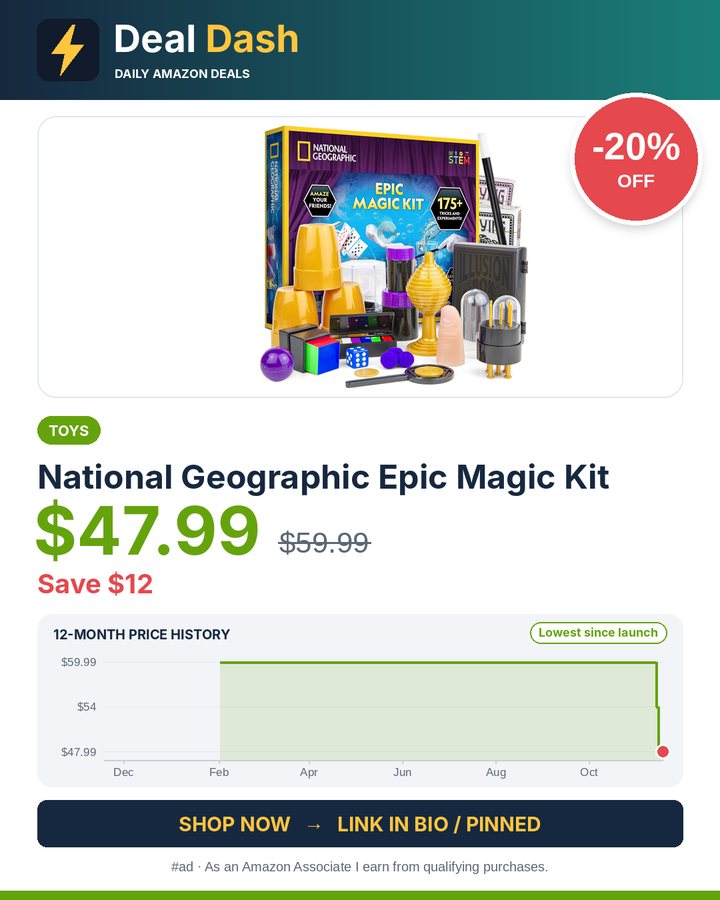 Deal Dash
DAILY AMAZON DEALS
-20%
OFF
NATIONAL
GEOGRAPHIC
STEM
AMAZE
YOUR
FRIENDS!
EPIC
MAGIC KIT
175+
TRICKS AND
EXPERIMENTS!
NATIONAL
GEOGRAPHIC
TOYS
National Geographic Epic Magic Kit
$47.99 $59.99
Save $12
12-MONTH PRICE HISTORY
Lowest since launch
$59.99
$54
$47.99
Dec Feb Apr Jun Aug Oct
SHOP NOW → LINK IN BIO / PINNED
#ad · As an Amazon Associate I earn from qualifying purchases.